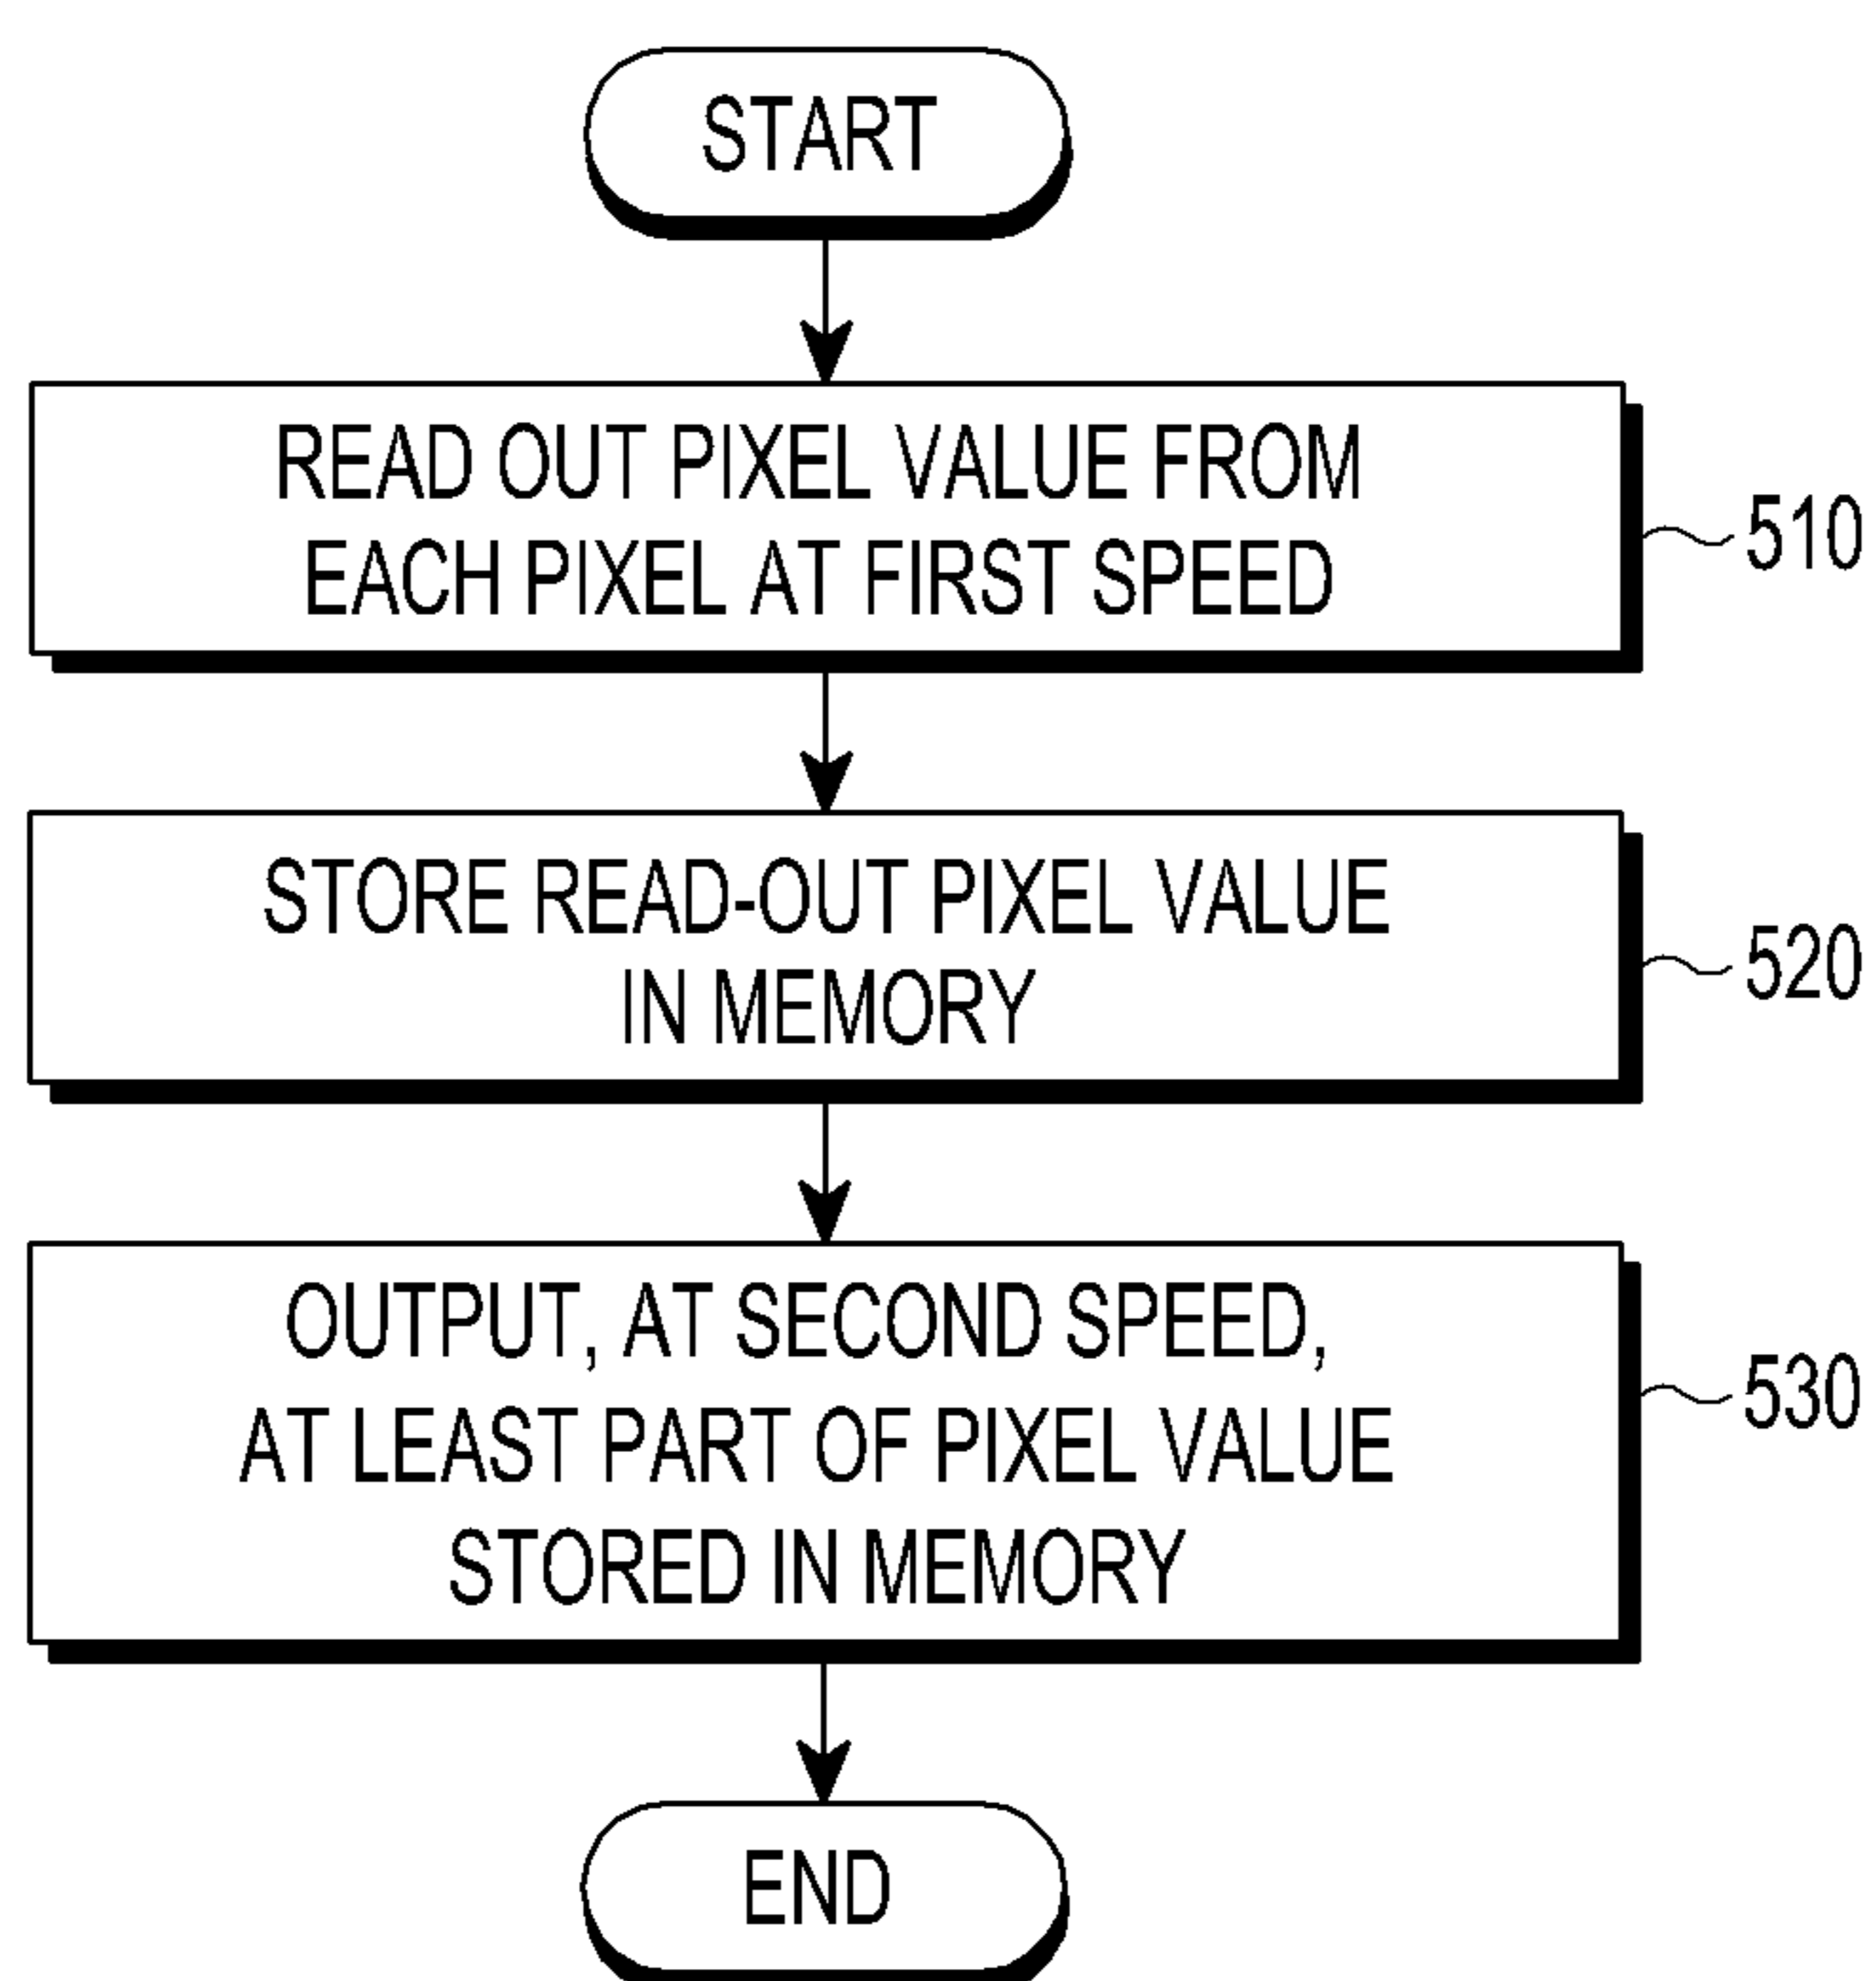 START
READ OUT PIXEL VALUE FROM
EACH PIXEL AT FIRST SPEED
510
STORE READ-OUT PIXEL VALUE
IN MEMORY
520
OUTPUT, AT SECOND SPEED,
AT LEAST PART OF PIXEL VALUE
STORED IN MEMORY
530
END